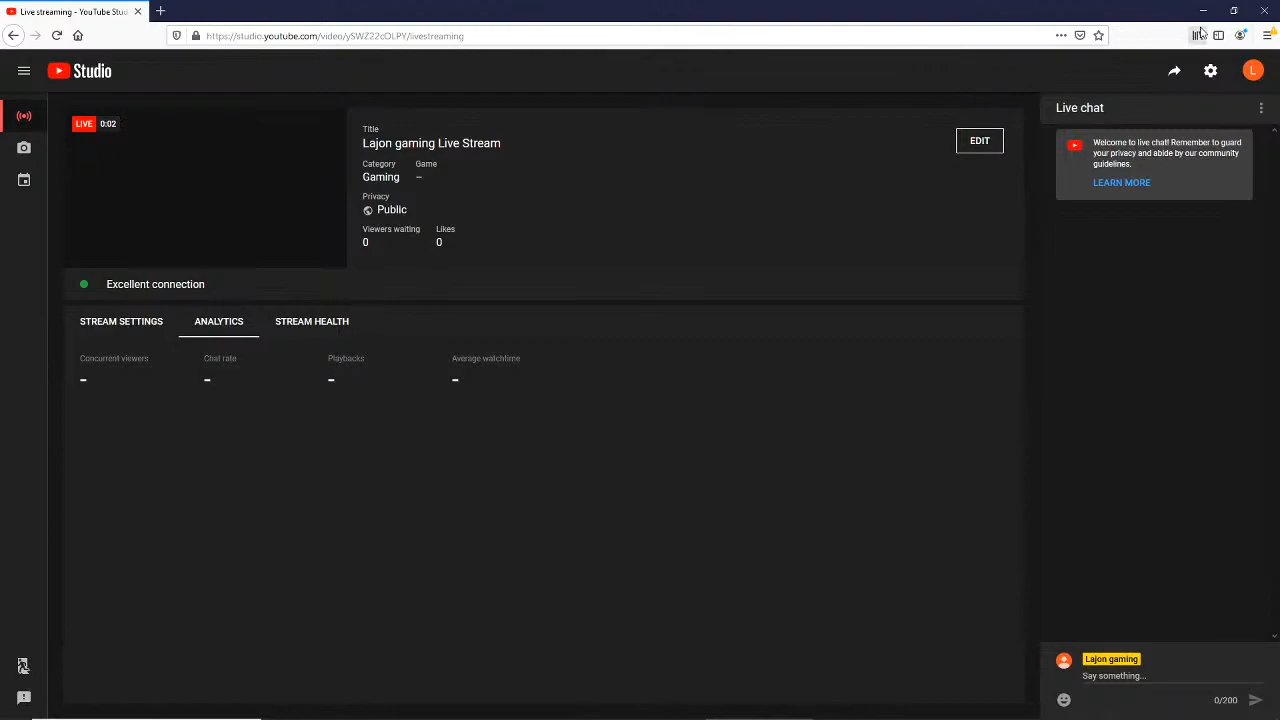 Live streaming - YouTube Stud
https://studio.youtube.com/video/ySWZ22cOLPY/livestreaming
Studio
L
LIVE 0:02
Title
Lajon gaming Live Stream
EDIT
Category Game
Gaming –
Privacy
Public
Viewers waiting Likes
0 0
Excellent connection
STREAM SETTINGS ANALYTICS STREAM HEALTH
Concurrent viewers Chat rate Playbacks Average watchtime
– – – –
Live chat
Welcome to live chat! Remember to guard
your privacy and abide by our community
guidelines.
LEARN MORE
Lajon gaming
Say something...
0/200